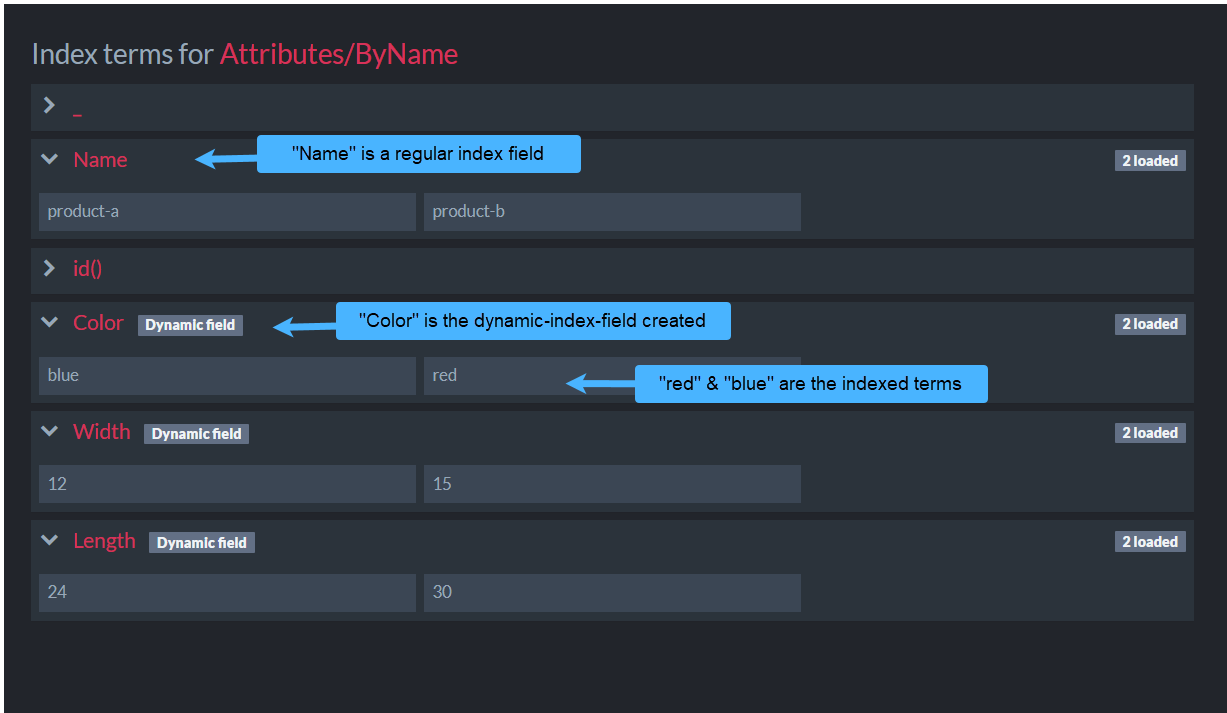 Index terms for Attributes/ByName
_
Name
"Name" is a regular index field
2 loaded
product-a product-b
id()
Color Dynamic field
"Color" is the dynamic-index-field created
2 loaded
blue red
"red" & "blue" are the indexed terms
Width Dynamic field
2 loaded
12 15
Length Dynamic field
2 loaded
24 30